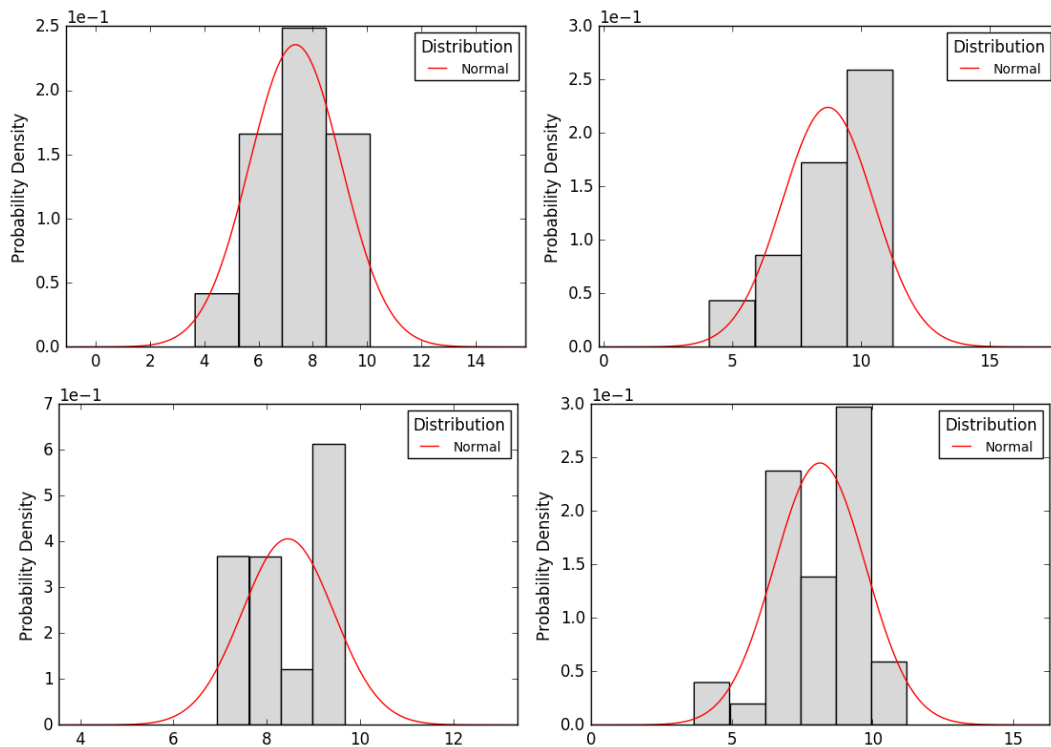 1e−1
Probability Density
2.5
2.0
1.5
1.0
0.5
0.0
0 2 4 6 8 10 12 14
Distribution
Normal
1e−1
Probability Density
3.0
2.5
2.0
1.5
1.0
0.5
0.0
0 5 10 15
Distribution
Normal
1e−1
Probability Density
7
6
5
4
3
2
1
0
4 6 8 10 12
Distribution
Normal
1e−1
Probability Density
3.0
2.5
2.0
1.5
1.0
0.5
0.0
0 5 10 15
Distribution
Normal